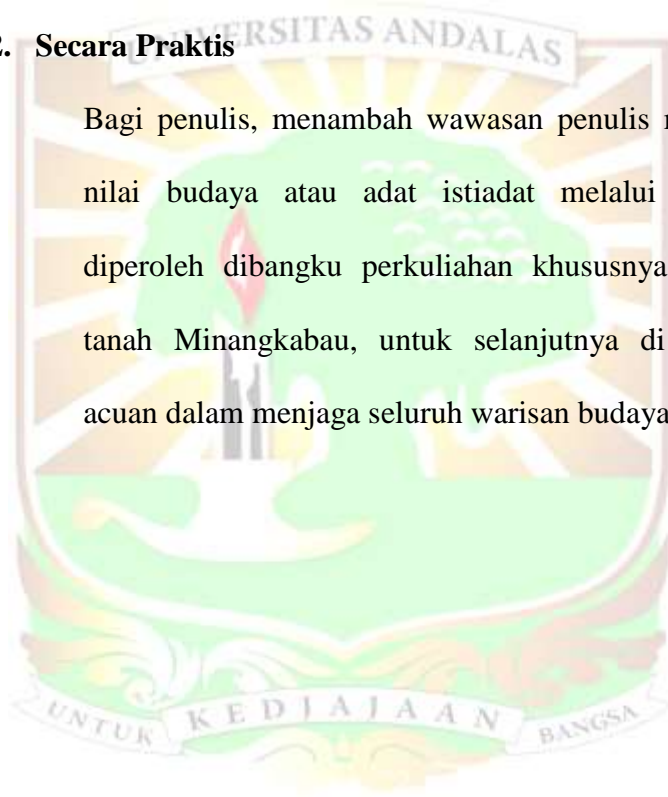 UNIVERSITAS ANDALAS
2. Secara Praktis
Bagi penulis, menambah wawasan penulis
nilai budaya atau adat istiadat melalui
diperoleh dibangku perkuliahan khususnya
tanah Minangkabau, untuk selanjutnya di
acuan dalam menjaga seluruh warisan budaya
UNTUK KEDJAJAAN BANGSA